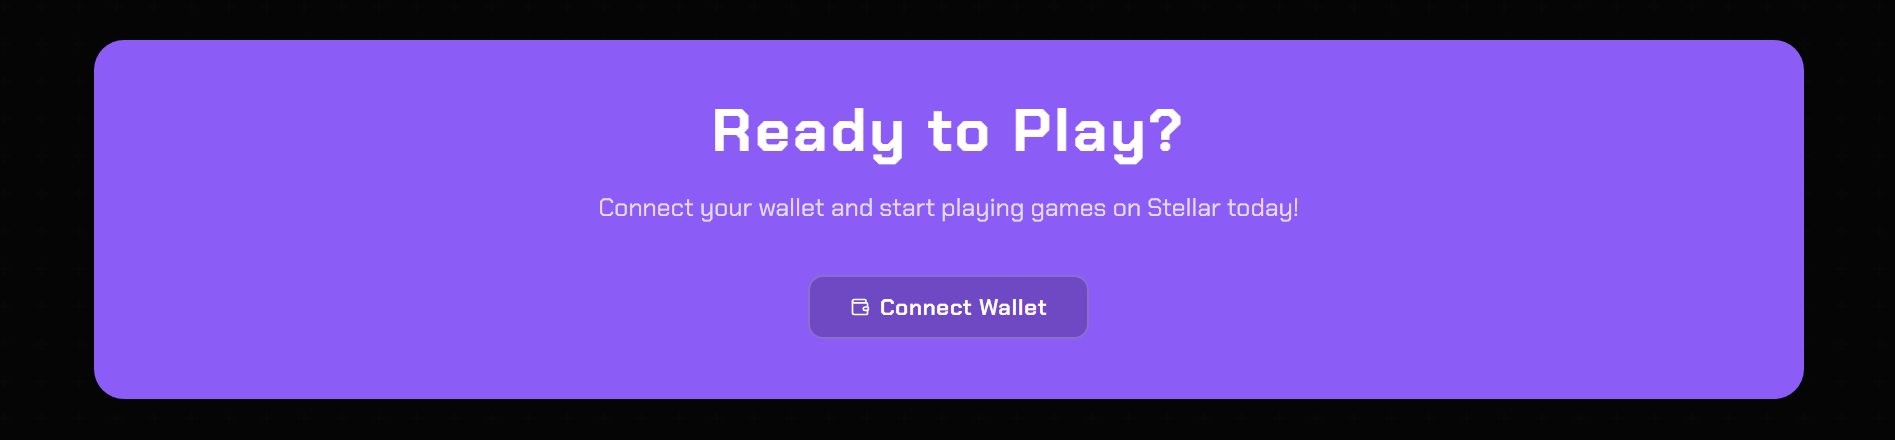 Ready to Play?
Connect your wallet and start playing games on Stellar today!
Connect Wallet